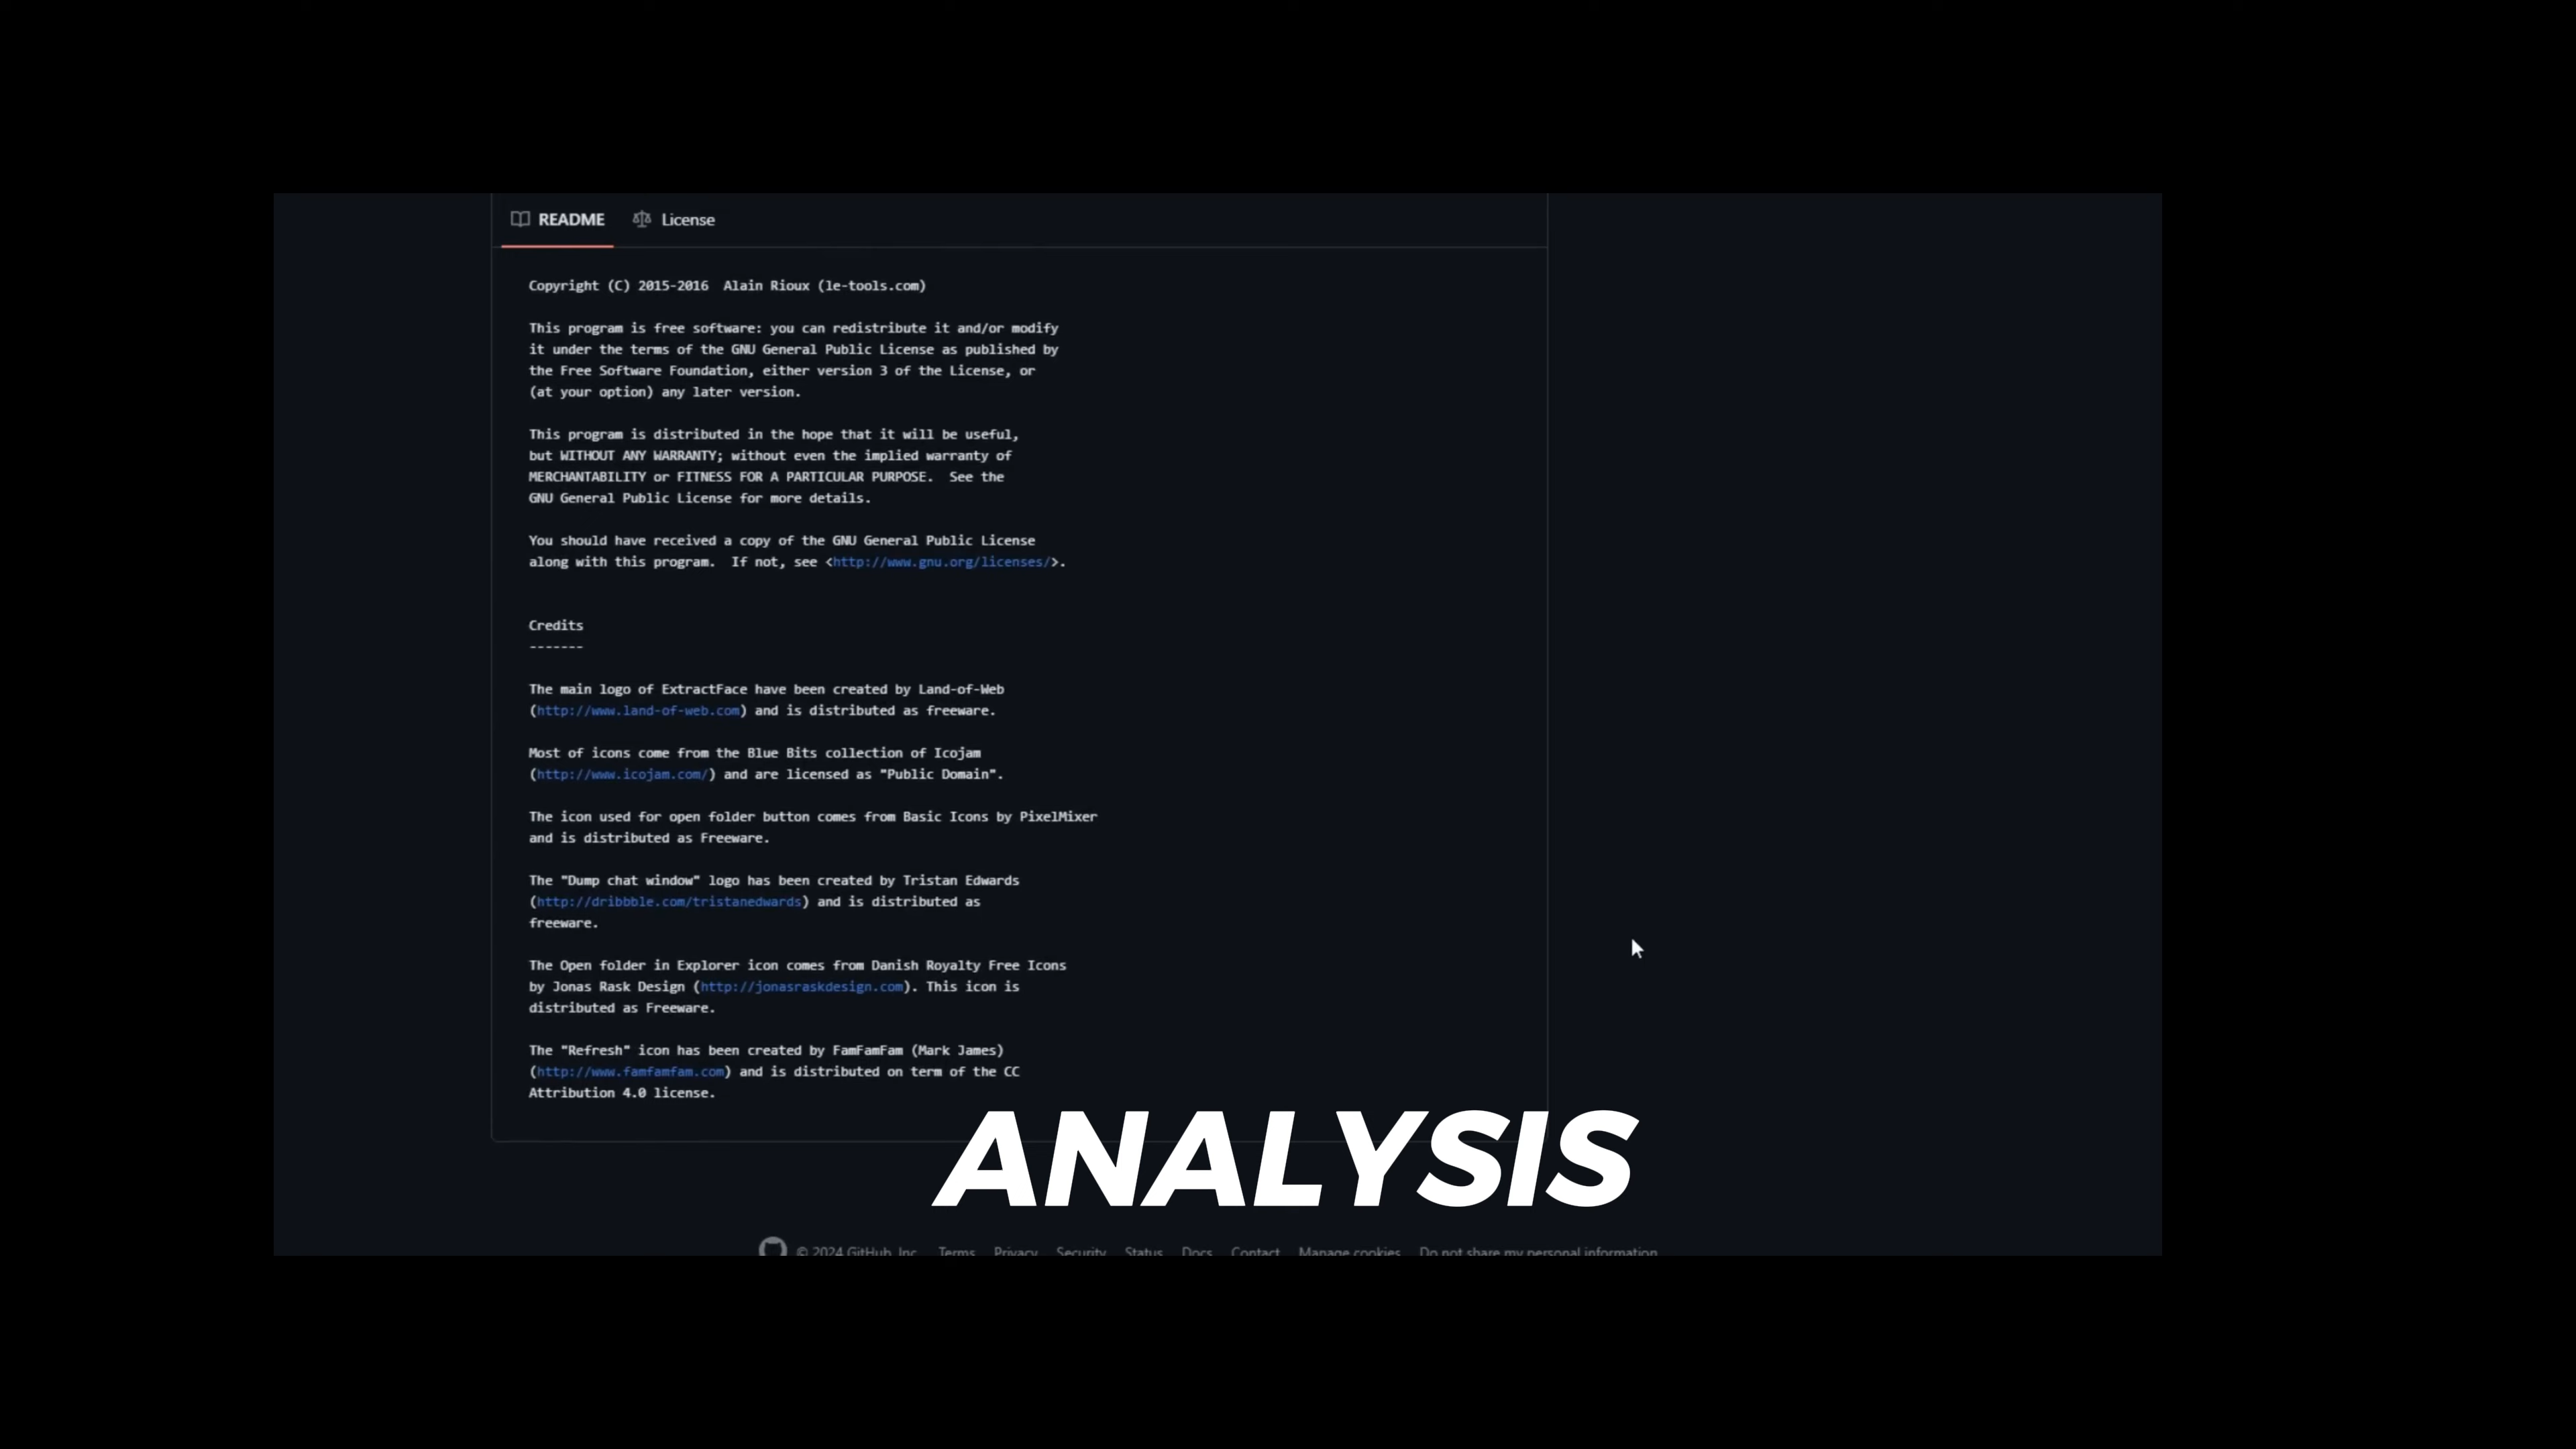 README License
Copyright (C) 2015-2016 Alain Rioux (le-tools.com)
This program is free software: you can redistribute it and/or modify
it under the terms of the GNU General Public License as published by
the Free Software Foundation, either version 3 of the License, or
(at your option) any later version.
This program is distributed in the hope that it will be useful,
but WITHOUT ANY WARRANTY; without even the implied warranty of
MERCHANTABILITY or FITNESS FOR A PARTICULAR PURPOSE. See the
GNU General Public License for more details.
You should have received a copy of the GNU General Public License
along with this program. If not, see <http://www.gnu.org/licenses/>.
Credits
-------
The main logo of ExtractFace have been created by Land-of-Web
(http://www.land-of-web.com) and is distributed as freeware.
Most of icons come from the Blue Bits collection of Icojam
(http://www.icojam.com/) and are licensed as "Public Domain".
The icon used for open folder button comes from Basic Icons by PixelMixer
and is distributed as Freeware.
The "Dump chat window" logo has been created by Tristan Edwards
(http://dribbble.com/tristanedwards) and is distributed as
freeware.
The Open folder in Explorer icon comes from Danish Royalty Free Icons
by Jonas Rask Design (http://jonasraskdesign.com). This icon is
distributed as Freeware.
The "Refresh" icon has been created by FamFamFam (Mark James)
(http://www.famfamfam.com) and is distributed on term of the CC
Attribution 4.0 license.
ANALYSIS
© 2024 GitHub, Inc. Terms Privacy Security Status Docs Contact Manage cookies Do not share my personal information